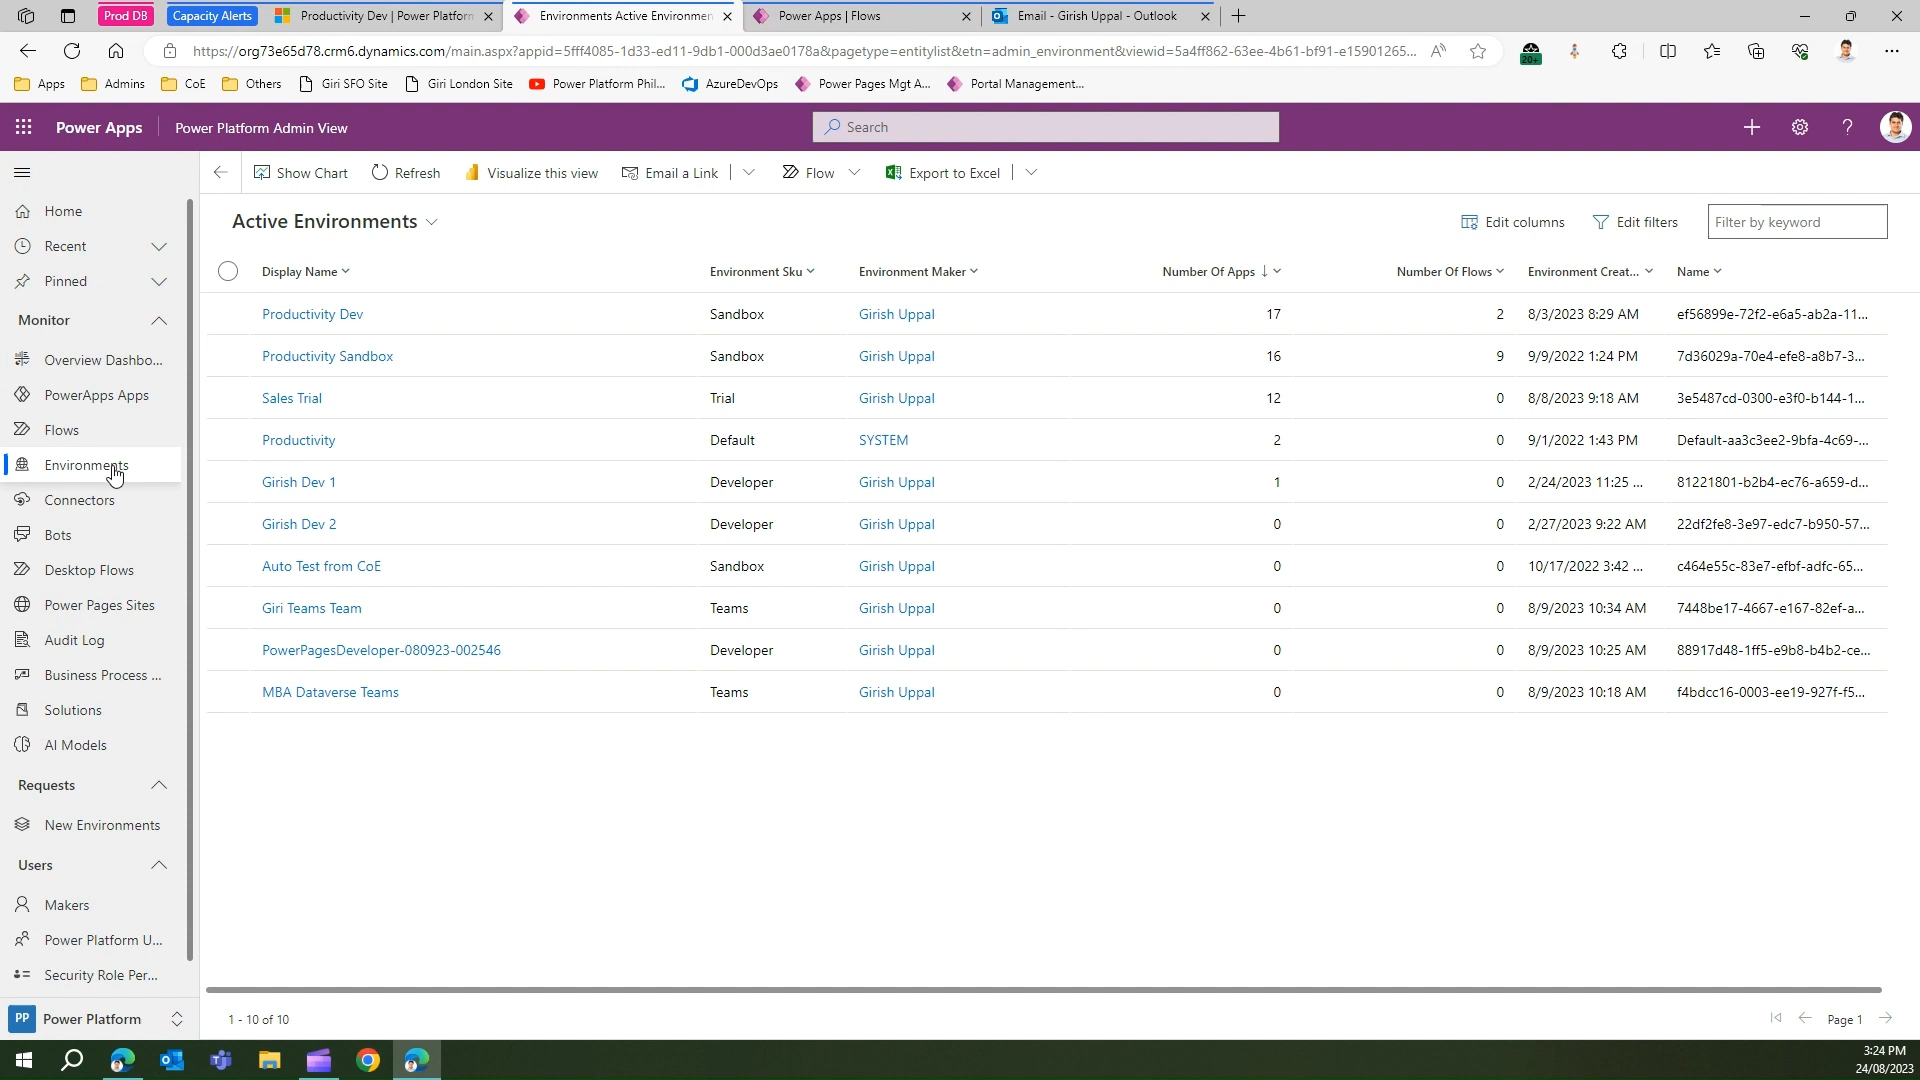 Prod DB
Capacity Alerts
Productivity Dev | Power Platform
Environments Active Environmen
Power Apps | Flows
Email - Girish Uppal - Outlook
https://org73e65d78.crm6.dynamics.com/main.aspx?appid=5fff4085-1d33-ed11-9db1-000d3ae0178a&pagetype=entitylist&etn=admin_environment&viewid=5a4ff862-63ee-4b61-bf91-e15901265...
20+
Apps
Admins
CoE
Others
Giri SFO Site
Giri London Site
Power Platform Phil...
AzureDevOps
Power Pages Mgt A...
Portal Management...
Power Apps
Power Platform Admin View
Search
Show Chart
Refresh
Visualize this view
Email a Link
Flow
Export to Excel
Home
Recent
Pinned
Monitor
Overview Dashbo...
PowerApps Apps
Flows
Environments
Connectors
Bots
Desktop Flows
Power Pages Sites
Audit Log
Business Process ...
Solutions
AI Models
Requests
New Environments
Users
Makers
Power Platform U...
Security Role Per...
PP Power Platform
Active Environments
Edit columns
Edit filters
Filter by keyword
Display Name Environment Sku Environment Maker Number Of Apps ↓ Number Of Flows Environment Creat... Name
Productivity Dev Sandbox Girish Uppal 17 2 8/3/2023 8:29 AM ef56899e-72f2-e6a5-ab2a-11...
Productivity Sandbox Sandbox Girish Uppal 16 9 9/9/2022 1:24 PM 7d36029a-70e4-efe8-a8b7-3...
Sales Trial Trial Girish Uppal 12 0 8/8/2023 9:18 AM 3e5487cd-0300-e3f0-b144-1...
Productivity Default SYSTEM 2 0 9/1/2022 1:43 PM Default-aa3c3ee2-9bfa-4c69-...
Girish Dev 1 Developer Girish Uppal 1 0 2/24/2023 11:25 ... 81221801-b2b4-ec76-a659-d...
Girish Dev 2 Developer Girish Uppal 0 0 2/27/2023 9:22 AM 22df2fe8-3e97-edc7-b950-57...
Auto Test from CoE Sandbox Girish Uppal 0 0 10/17/2022 3:42 ... c464e55c-83e7-efbf-adfc-65...
Giri Teams Team Teams Girish Uppal 0 0 8/9/2023 10:34 AM 7448be17-4667-e167-82ef-a...
PowerPagesDeveloper-080923-002546 Developer Girish Uppal 0 0 8/9/2023 10:25 AM 88917d48-1ff5-e9b8-b4b2-ce...
MBA Dataverse Teams Teams Girish Uppal 0 0 8/9/2023 10:18 AM f4bdcc16-0003-ee19-927f-f5...
1 - 10 of 10
Page 1
3:24 PM
24/08/2023